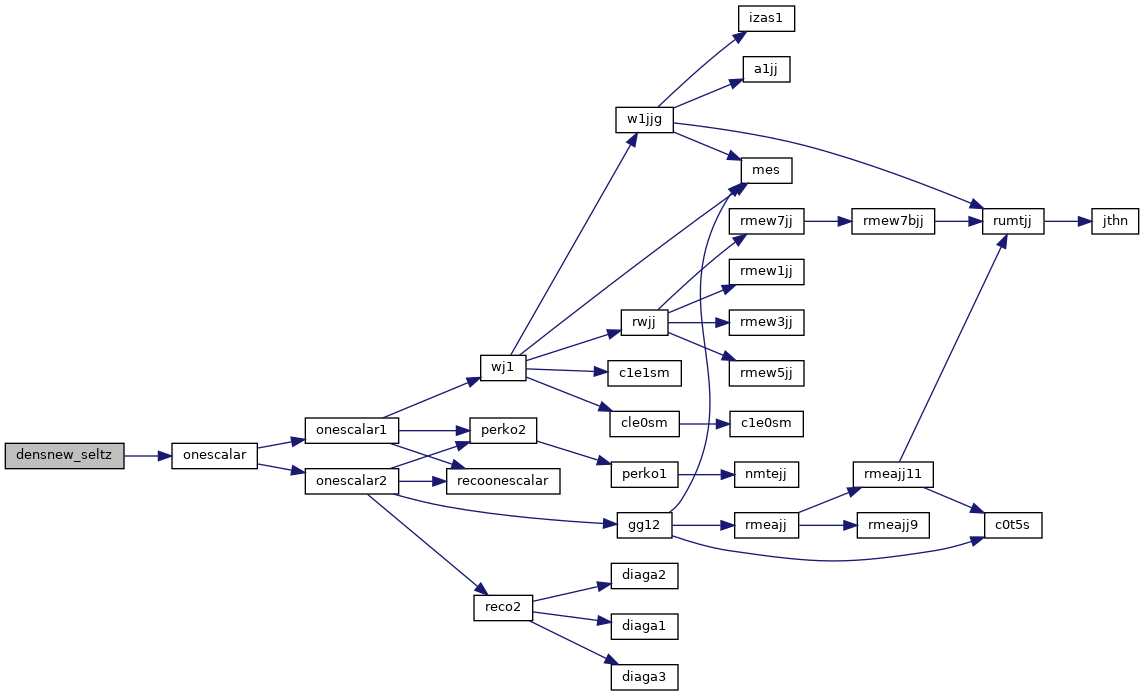 izas1
a1jj
w1jjg
mes
rmew7jj
rmew7bjj
rumtjj
jthn
rmew1jj
rwjj
rmew3jj
wj1
c1e1sm
rmew5jj
onescalar1
perko2
cle0sm
c1e0sm
densnew_seltz
onescalar
onescalar2
recoonescalar
perko1
nmtejj
rmeajj11
gg12
rmeajj
rmeajj9
c0t5s
diaga2
reco2
diaga1
diaga3